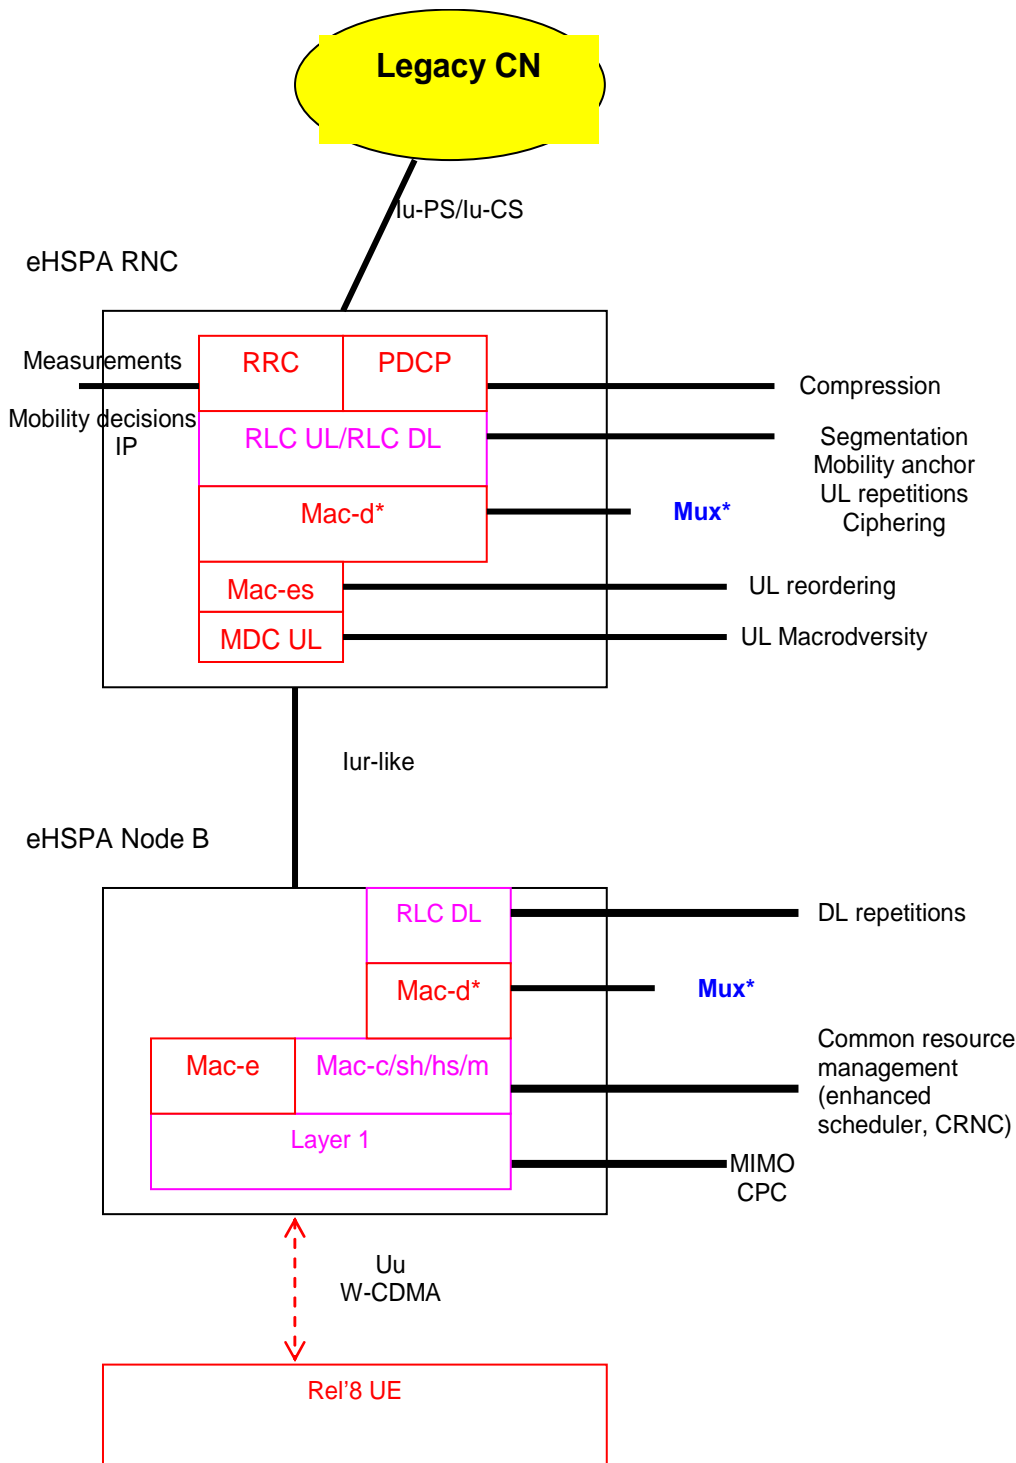 Legacy CN
Iu-PS/Iu-CS
eHSPA RNC
Measurements
Mobility decisions
IP
RRC
PDCP
Compression
RLC UL/RLC DL
Segmentation
Mobility anchor
UL repetitions
Ciphering
Mac-d*
Mux*
Mac-es
UL reordering
MDC UL
UL Macrodversity
Iur-like
eHSPA Node B
RLC DL
DL repetitions
Mac-d*
Mux*
Mac-e
Mac-c/sh/hs/m
Common resource
management
(enhanced
scheduler, CRNC)
Layer 1
MIMO
CPC
Uu
W-CDMA
Rel’8 UE